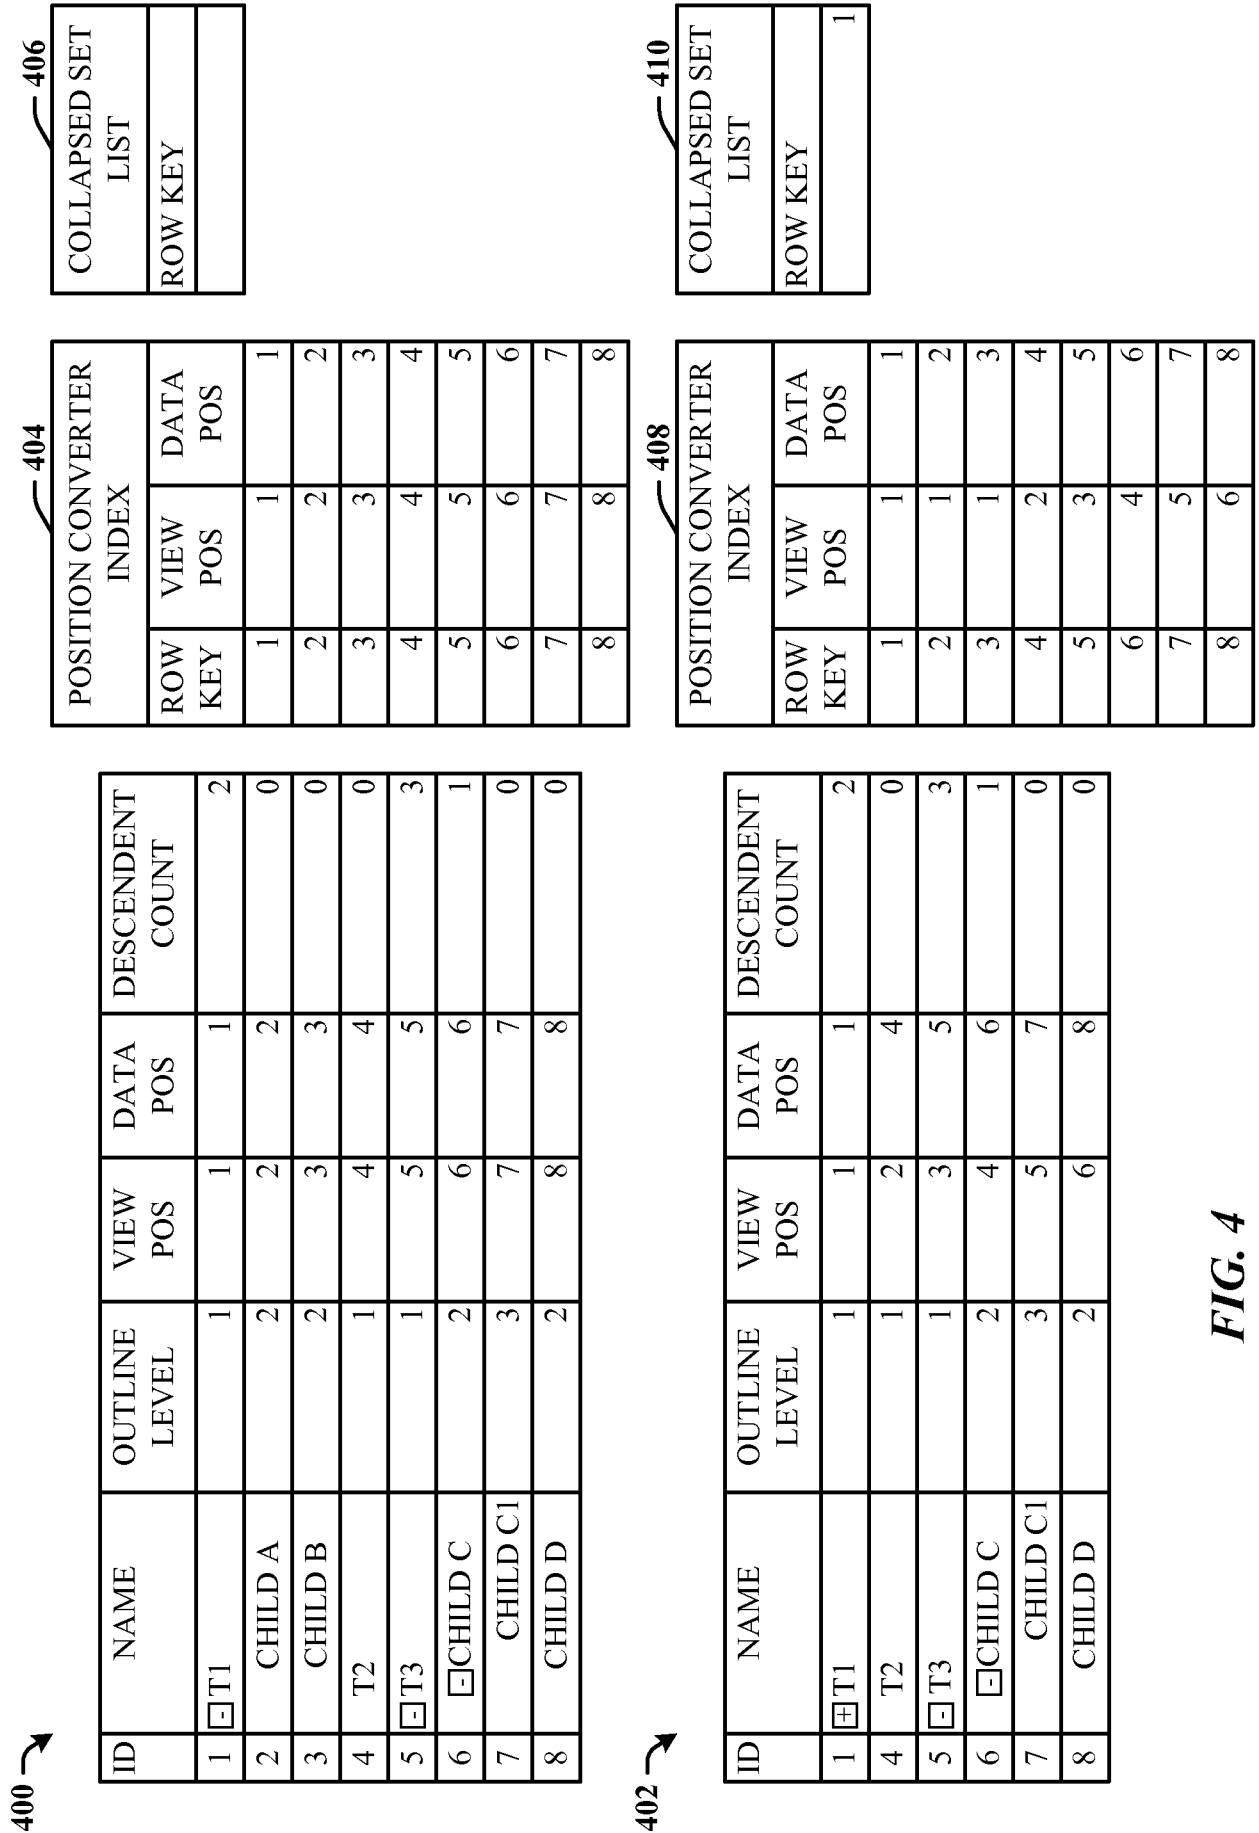 400
ID NAME OUTLINE LEVEL VIEW POS DATA POS DESCENDENT COUNT
1 - T1 1 1 1 2
2 CHILD A 2 2 2 0
3 CHILD B 2 3 3 0
4 T2 1 4 4 0
5 - T3 1 5 5 3
6 - CHILD C 2 6 6 1
7 CHILD C1 3 7 7 0
8 CHILD D 2 8 8 0
404
POSITION CONVERTER
INDEX
ROW KEY VIEW POS DATA POS
1 1 1
2 2 2
3 3 3
4 4 4
5 5 5
6 6 6
7 7 7
8 8 8
406
COLLAPSED SET
LIST
ROW KEY
402
ID NAME OUTLINE LEVEL VIEW POS DATA POS DESCENDENT COUNT
1 + T1 1 1 1 2
4 T2 1 2 4 0
5 - T3 1 3 5 3
6 - CHILD C 2 4 6 1
7 CHILD C1 3 5 7 0
8 CHILD D 2 6 8 0
408
POSITION CONVERTER
INDEX
ROW KEY VIEW POS DATA POS
1 1 1
2 1 2
3 1 3
4 2 4
5 3 5
6 4 6
7 5 7
8 6 8
410
COLLAPSED SET
LIST
ROW KEY
1
FIG. 4